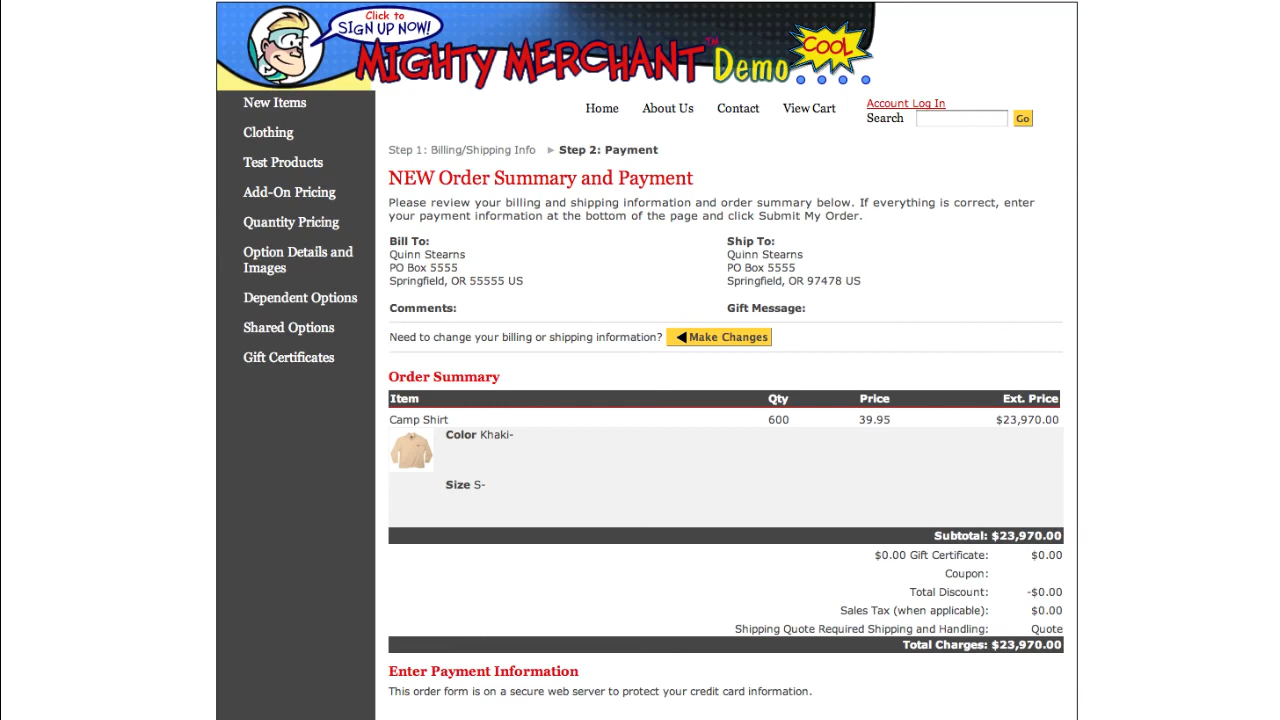 Click to
SIGN UP NOW!
MIGHTY MERCHANT™ Demo
COOL
New Items
Clothing
Test Products
Add-On Pricing
Quantity Pricing
Option Details and
Images
Dependent Options
Shared Options
Gift Certificates
Home About Us Contact View Cart
Account Log In
Search Go
Step 1: Billing/Shipping Info ▶ Step 2: Payment
NEW Order Summary and Payment
Please review your billing and shipping information and order summary below. If everything is correct, enter
your payment information at the bottom of the page and click Submit My Order.
Bill To: Ship To:
Quinn Stearns Quinn Stearns
PO Box 5555 PO Box 5555
Springfield, OR 55555 US Springfield, OR 97478 US
Comments: Gift Message:
Need to change your billing or shipping information? ◀ Make Changes
Order Summary
Item Qty Price Ext. Price
Camp Shirt 600 39.95 $23,970.00
Color Khaki-
Size S-
Subtotal: $23,970.00
$0.00 Gift Certificate: $0.00
Coupon:
Total Discount: -$0.00
Sales Tax (when applicable): $0.00
Shipping Quote Required Shipping and Handling: Quote
Total Charges: $23,970.00
Enter Payment Information
This order form is on a secure web server to protect your credit card information.